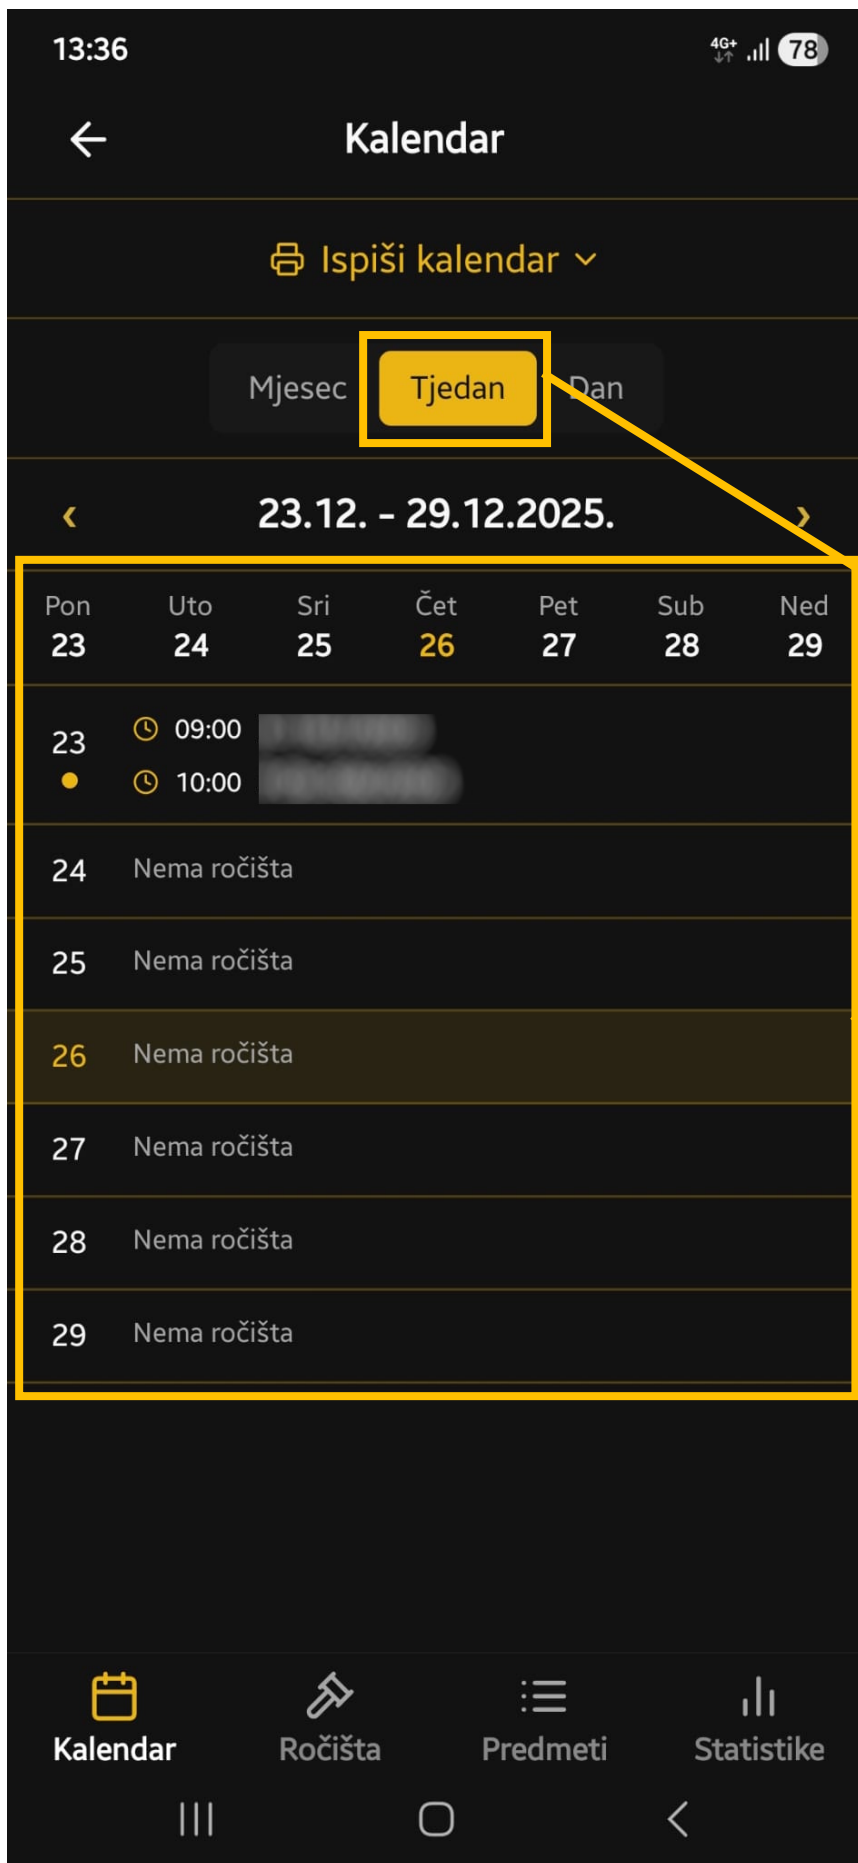 13:36 4G+ 78
Kalendar
Ispiši kalendar
Mjesec Tjedan Dan
23.12. - 29.12.2025.
Pon Uto Sri Čet Pet Sub Ned
23 24 25 26 27 28 29
23 09:00
10:00
24 Nema ročišta
25 Nema ročišta
26 Nema ročišta
27 Nema ročišta
28 Nema ročišta
29 Nema ročišta
Kalendar Ročišta Predmeti Statistike